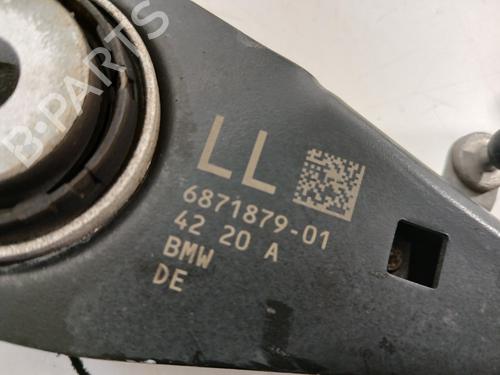 B-PARTS
LL
6871879-01
42 20 A
BMW
DE